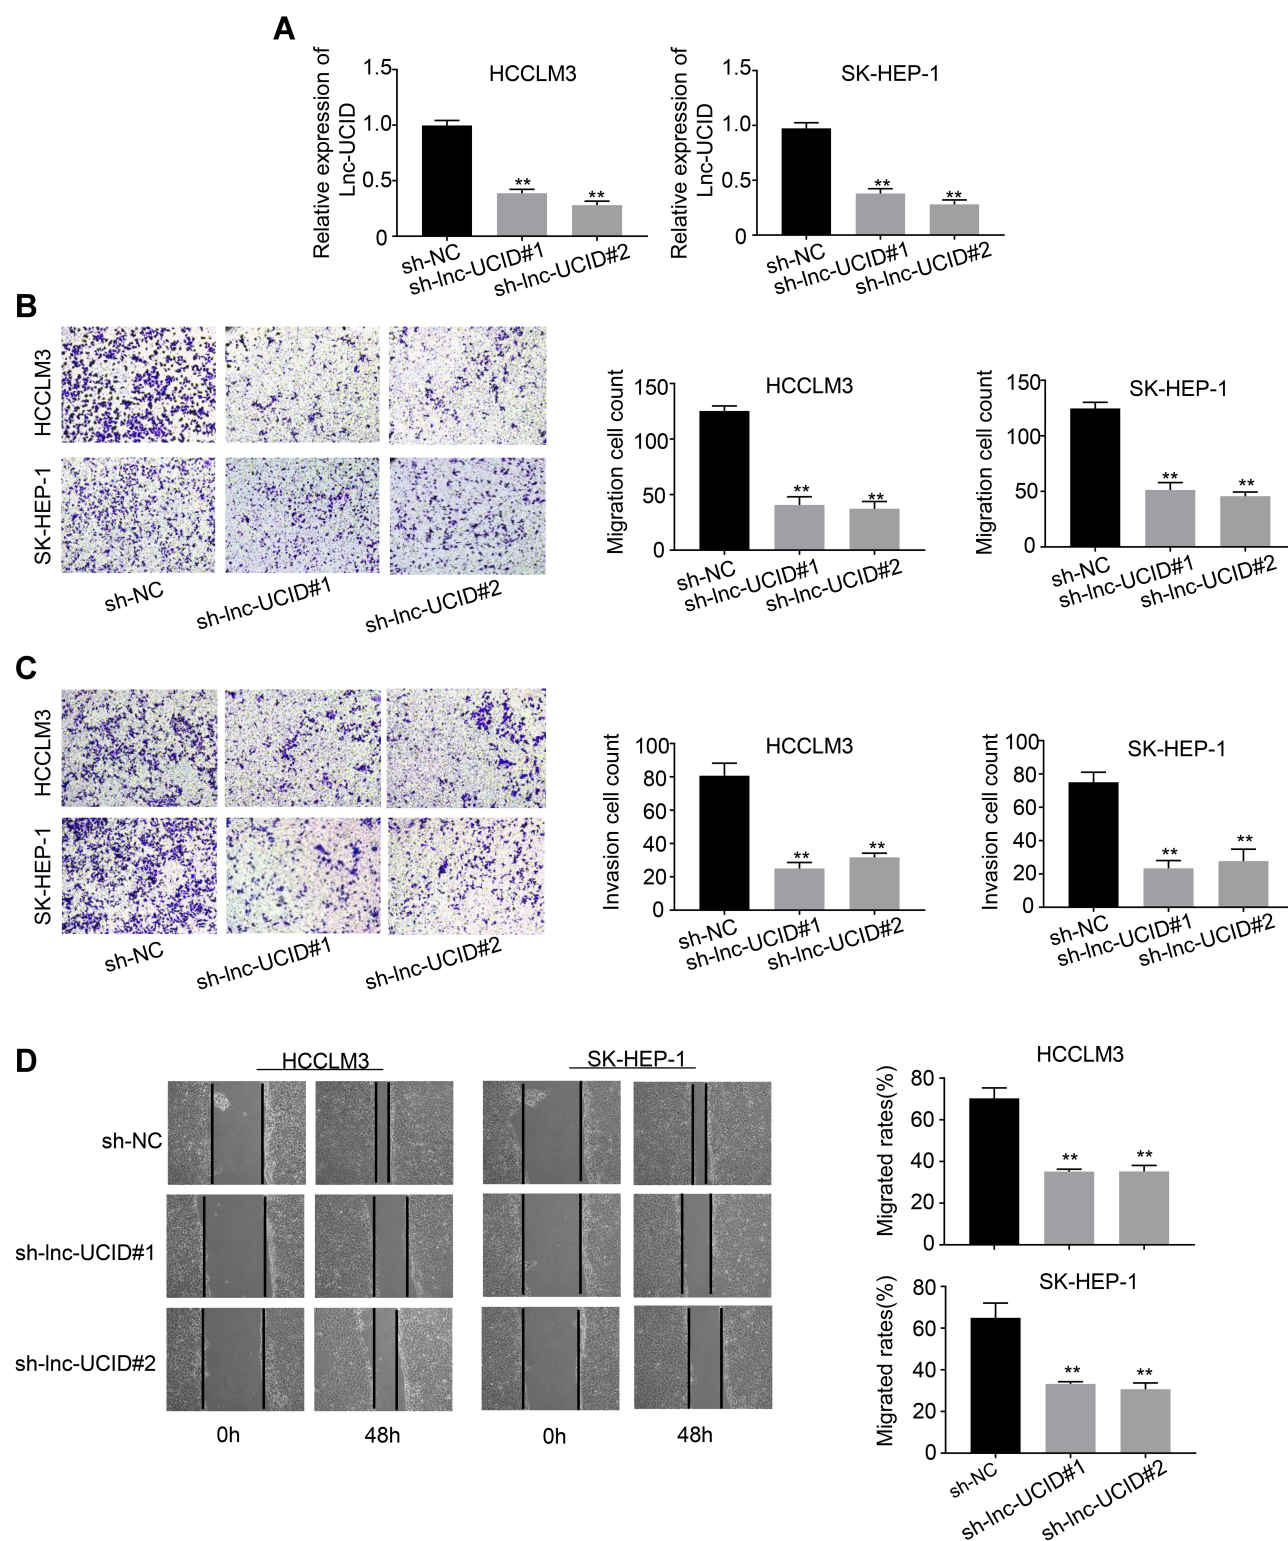 A
Relative expression of
Lnc-UCID
HCCLM3
1.5
1.0
0.5
0
**
**
sh-NC
sh-lnc-UCID#1
sh-lnc-UCID#2
Relative expression of
Lnc-UCID
SK-HEP-1
1.5
1.0
0.5
0
**
**
sh-NC
sh-lnc-UCID#1
sh-lnc-UCID#2
B
HCCLM3
SK-HEP-1
sh-NC
sh-lnc-UCID#1
sh-lnc-UCID#2
Migration cell count
HCCLM3
150
100
50
0
**
**
sh-NC
sh-lnc-UCID#1
sh-lnc-UCID#2
Migration cell count
SK-HEP-1
150
100
50
0
**
**
sh-NC
sh-lnc-UCID#1
sh-lnc-UCID#2
C
HCCLM3
SK-HEP-1
sh-NC
sh-lnc-UCID#1
sh-lnc-UCID#2
Invasion cell count
HCCLM3
100
80
60
40
20
0
**
**
sh-NC
sh-lnc-UCID#1
sh-lnc-UCID#2
Invasion cell count
SK-HEP-1
100
80
60
40
20
0
**
**
sh-NC
sh-lnc-UCID#1
sh-lnc-UCID#2
D
HCCLM3
SK-HEP-1
sh-NC
sh-lnc-UCID#1
sh-lnc-UCID#2
0h
48h
0h
48h
HCCLM3
Migrated rates(%)
80
60
40
20
0
**
**
SK-HEP-1
Migrated rates(%)
80
60
40
20
0
**
**
sh-NC
sh-lnc-UCID#1
sh-lnc-UCID#2